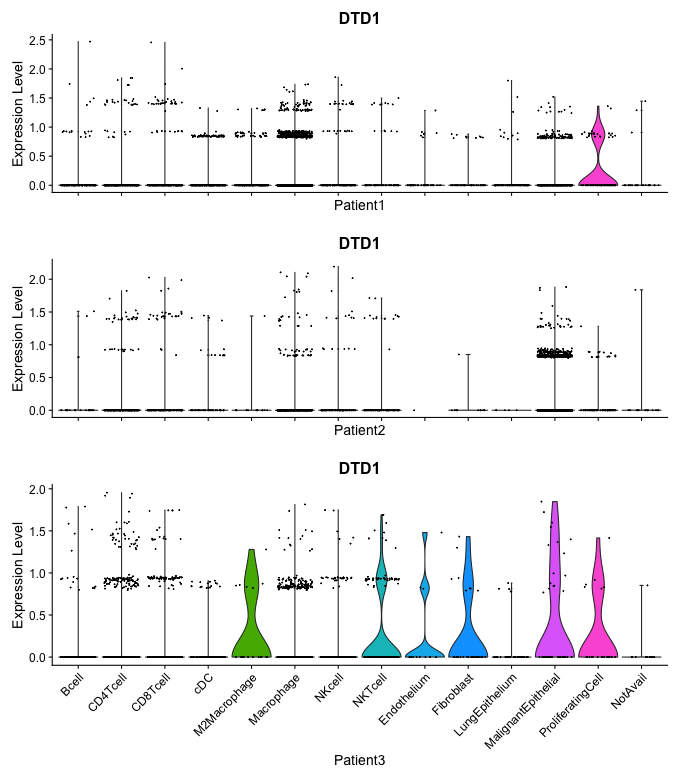 DTD1
Expression Level
2.5
2.0
1.5
1.0
0.5
0.0
Patient1
DTD1
Expression Level
2.0
1.5
1.0
0.5
0.0
Patient2
DTD1
Expression Level
2.0
1.5
1.0
0.5
0.0
Bcell
CD4Tcell
CD8Tcell
cDC
M2Macrophage
Macrophage
NKcell
NKTcell
Endothelium
Fibroblast
LungEpithelium
MalignantEpithelial
ProliferatingCell
NotAvail
Patient3